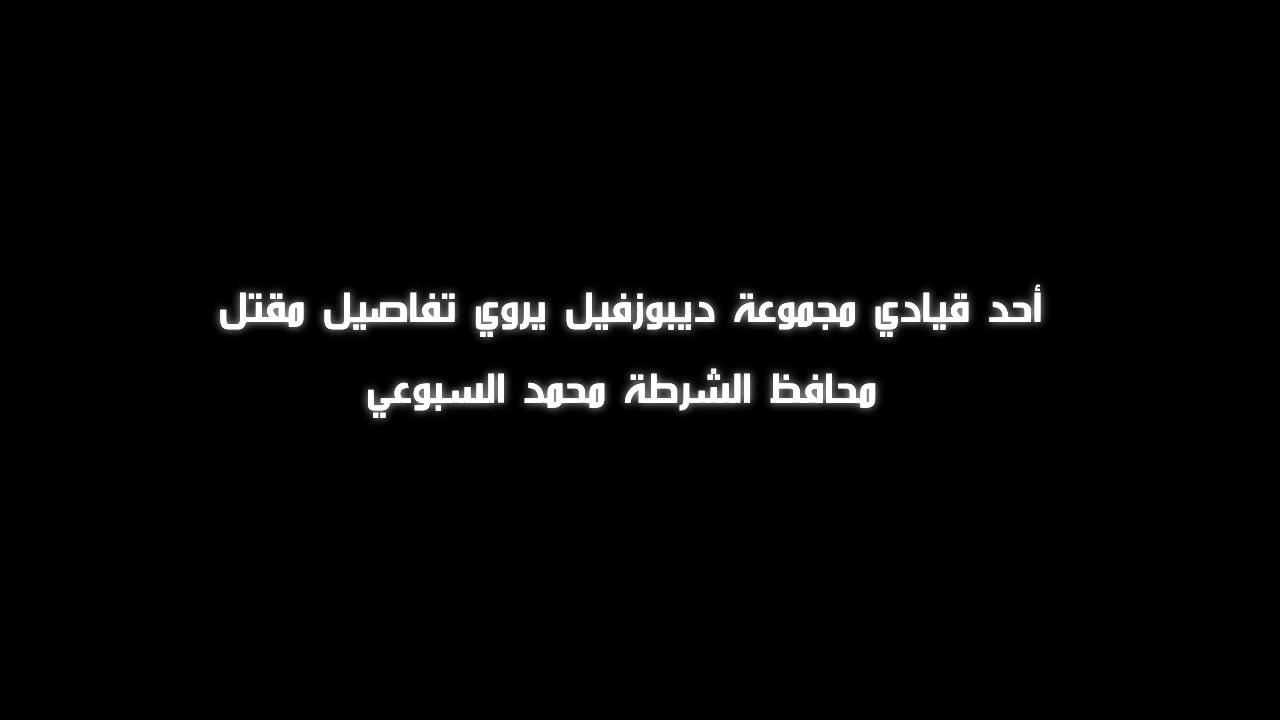 أحد قيادي مجموعة ديبوزفيل يروي تفاصيل مقتل
محافظ الشرطة محمد السبوعي